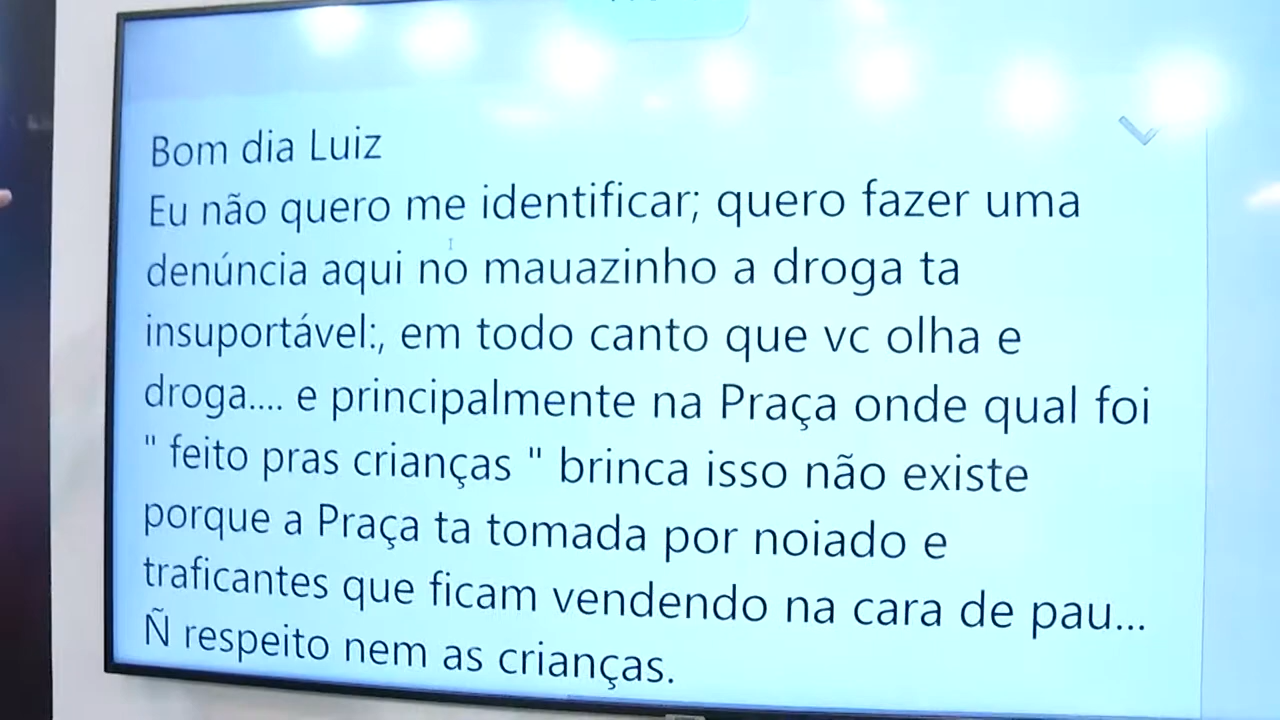 Bom dia Luiz
Eu não quero me identificar; quero fazer uma
denúncia aqui no mauazinho a droga ta
insuportável:, em todo canto que vc olha e
droga.... e principalmente na Praça onde qual foi
" feito pras crianças " brinca isso não existe
porque a Praça ta tomada por noiado e
traficantes que ficam vendendo na cara de pau...
Ñ respeito nem as crianças.